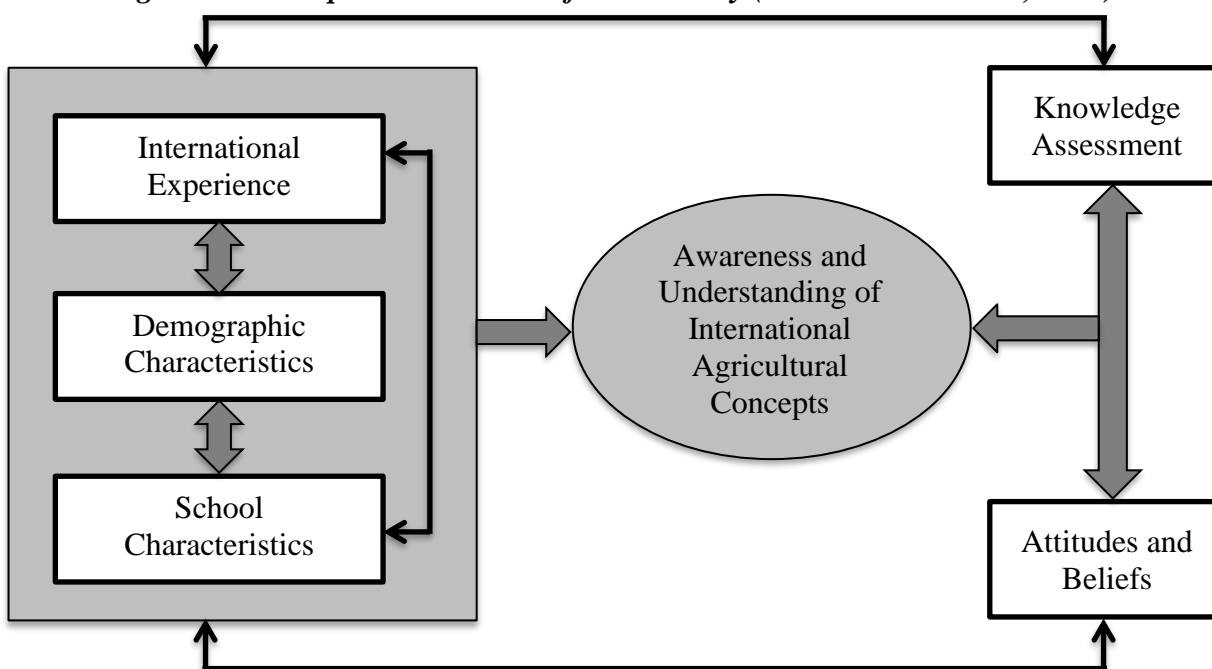 International
Experience
Demographic
Characteristics
School
Characteristics
Awareness and
Understanding of
International
Agricultural
Concepts
Knowledge
Assessment
Attitudes and
Beliefs